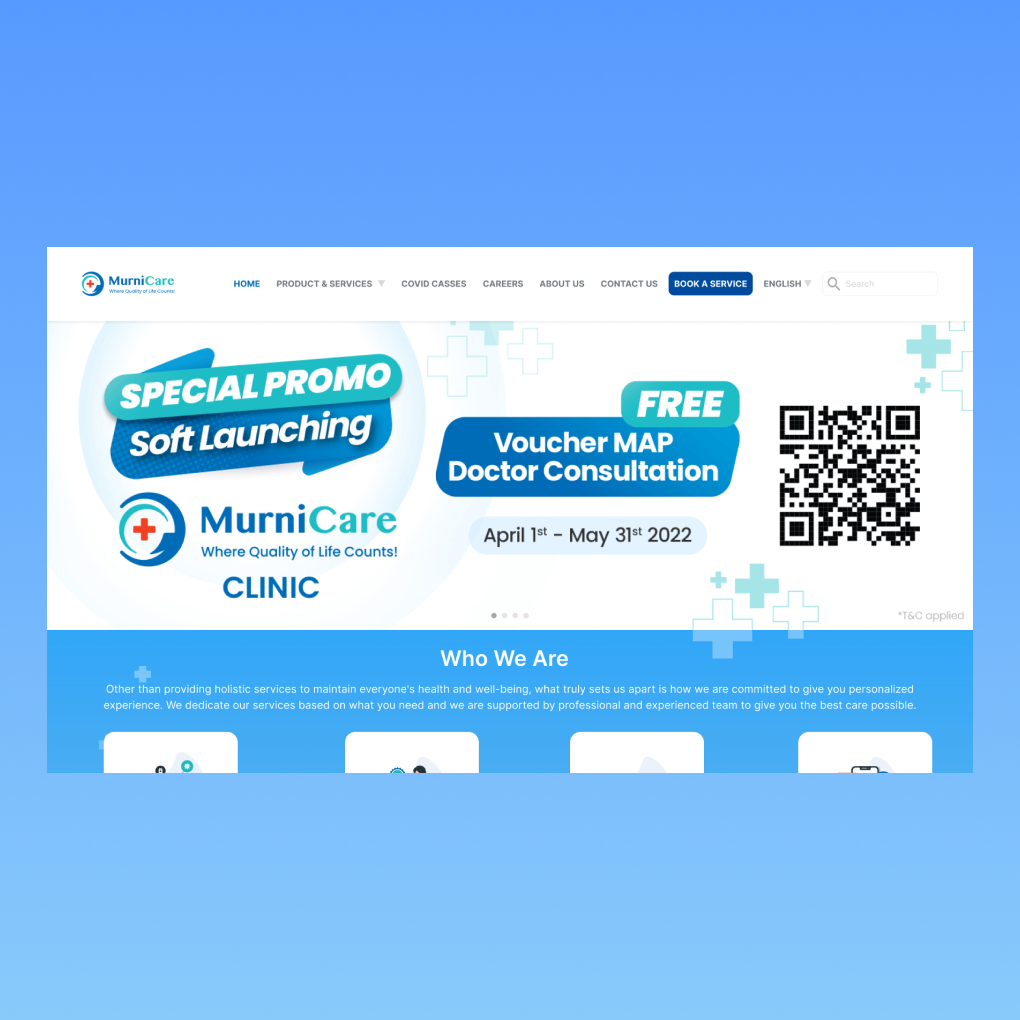 MurniCare
Where Quality of Life Counts!
HOME
PRODUCT & SERVICES
COVID CASSES
CAREERS
ABOUT US
CONTACT US
BOOK A SERVICE
ENGLISH
Search
SPECIAL PROMO
Soft Launching
MurniCare
Where Quality of Life Counts!
CLINIC
FREE
Voucher MAP
Doctor Consultation
April 1st - May 31st 2022
*T&C applied
Who We Are
Other than providing holistic services to maintain everyone's health and well-being, what truly sets us apart is how we are committed to give you personalized
experience. We dedicate our services based on what you need and we are supported by professional and experienced team to give you the best care possible.